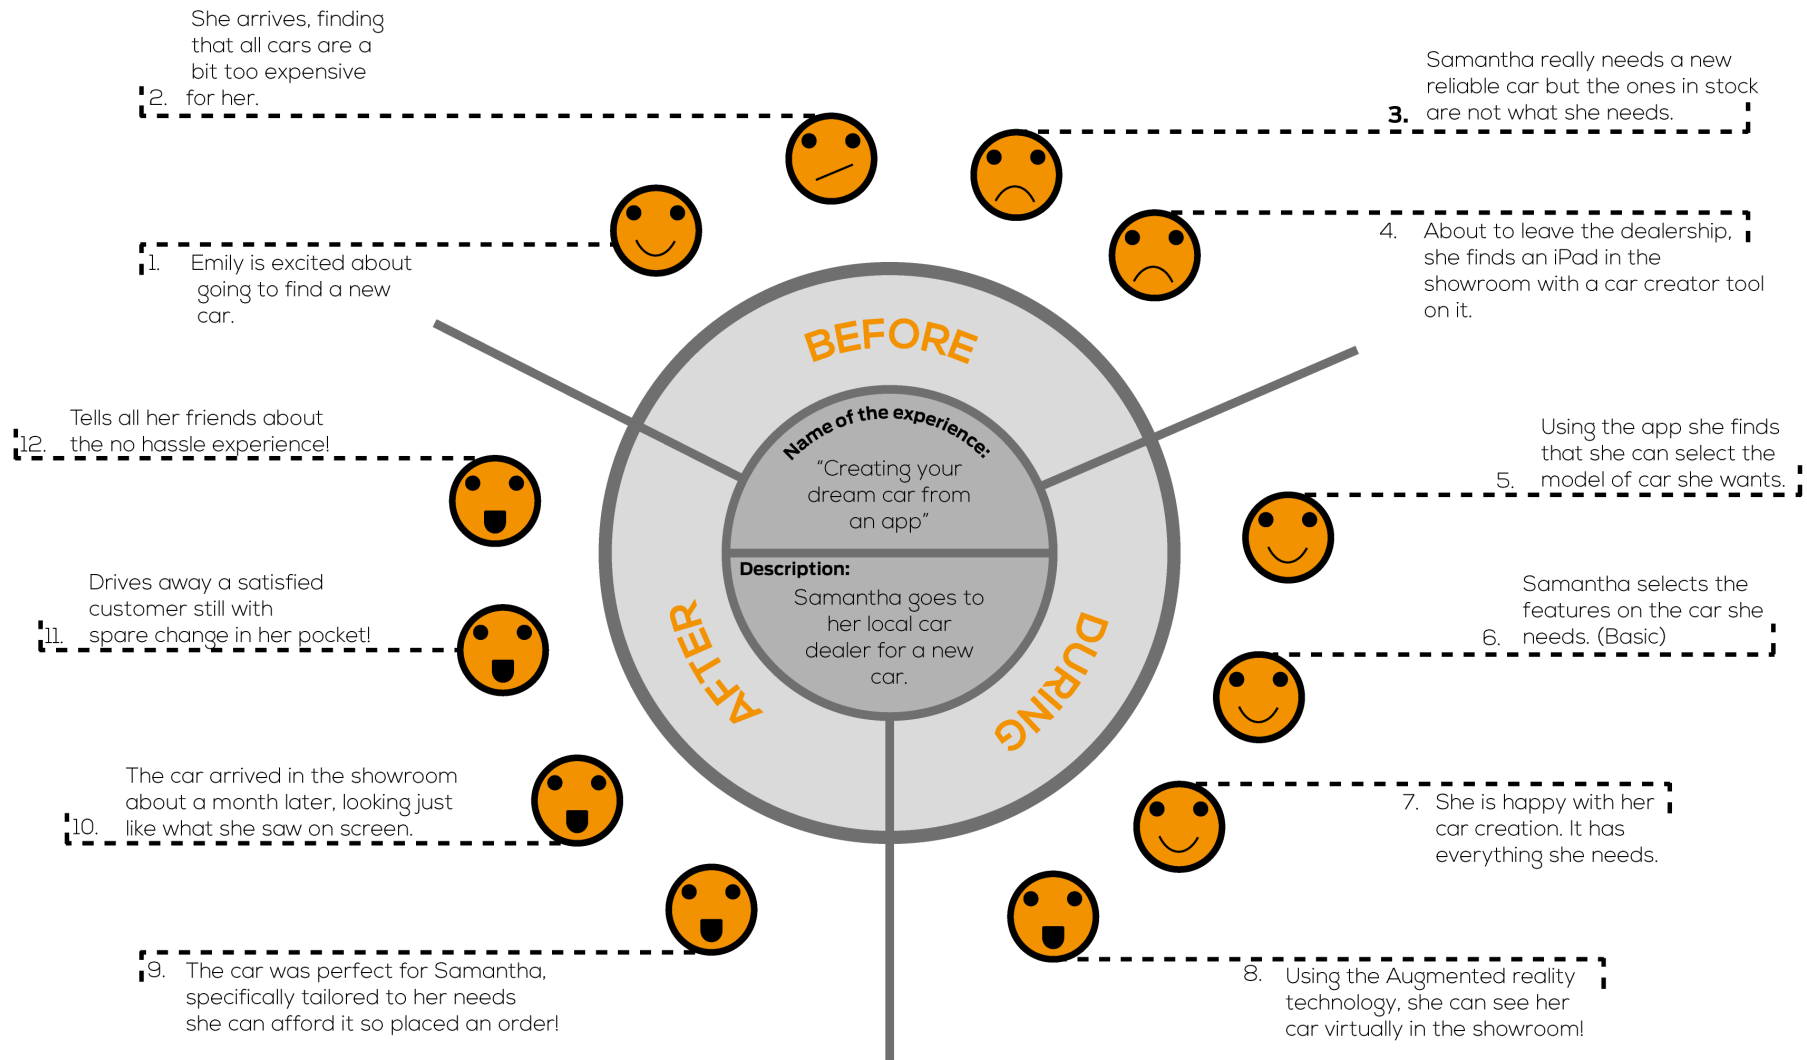 She arrives, finding
that all cars are a
bit too expensive
2. for her.
Samantha really needs a new
reliable car but the ones in stock
3. are not what she needs.
1. Emily is excited about
going to find a new
car.
4. About to leave the dealership,
she finds an iPad in the
showroom with a car creator tool
on it.
BEFORE
Name of the experience:
"Creating your
dream car from
an app"
Description:
Samantha goes to
her local car
dealer for a new
car.
DURING
AFTER
Using the app she finds
that she can select the
5. model of car she wants.
Samantha selects the
features on the car she
6. needs. (Basic)
7. She is happy with her
car creation. It has
everything she needs.
8. Using the Augmented reality
technology, she can see her
car virtually in the showroom!
9. The car was perfect for Samantha,
specifically tailored to her needs
she can afford it so placed an order!
The car arrived in the showroom
about a month later, looking just
10. like what she saw on screen.
Drives away a satisfied
customer still with
11. spare change in her pocket!
Tells all her friends about
12. the no hassle experience!